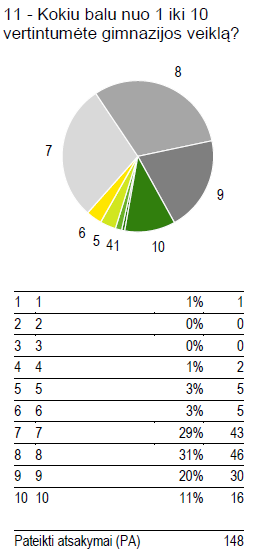 11 - Kokiu balu nuo 1 iki 10
vertintumėte gimnazijos veiklą?
8
7
9
6
5
4
1
10
1 1 1% 1
2 2 0% 0
3 3 0% 0
4 4 1% 2
5 5 3% 5
6 6 3% 5
7 7 29% 43
8 8 31% 46
9 9 20% 30
10 10 11% 16
Pateikti atsakymai (PA) 148